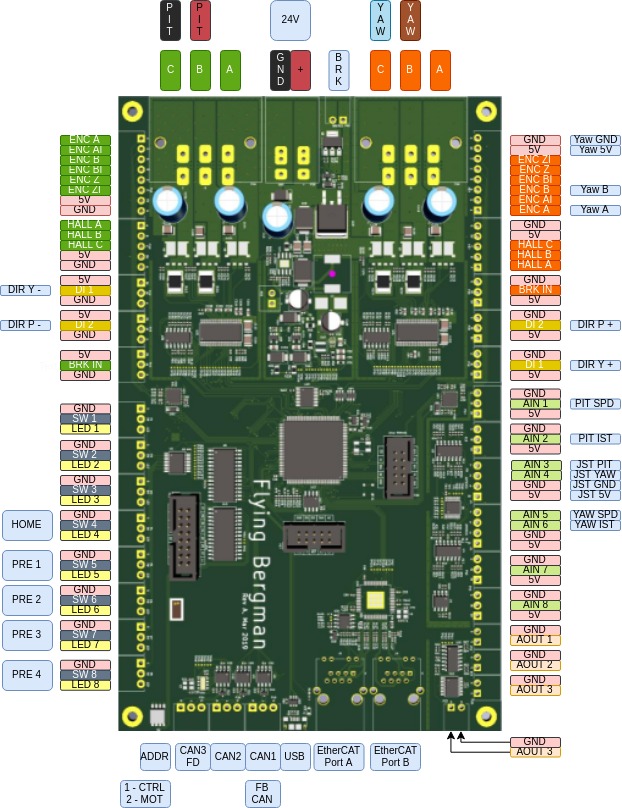 PIT
PIT
24V
YAW
YAW
C
B
A
GND
+
BRK
C
B
A
ENC A
ENC AI
ENC B
ENC BI
ENC Z
ENC ZI
5V
GND
HALL A
HALL B
HALL C
5V
GND
DIR Y -
5V
DI 1
GND
DIR P -
5V
DI 2
GND
5V
BRK IN
GND
GND
SW 1
LED 1
GND
SW 2
LED 2
GND
SW 3
LED 3
HOME
GND
SW 4
LED 4
PRE 1
GND
SW 5
LED 5
PRE 2
GND
SW 6
LED 6
PRE 3
GND
SW 7
LED 7
PRE 4
GND
SW 8
LED 8
Flying Bergman
Rev A, Mar 2019
GND Yaw GND
5V Yaw 5V
ENC ZI
ENC Z
ENC BI
ENC B Yaw B
ENC AI
ENC A Yaw A
GND
5V
HALL C
HALL B
HALL A
GND
BRK IN
5V
GND
DI 2 DIR P +
5V
GND
DI 1 DIR Y +
5V
GND
AIN 1 PIT SPD
5V
GND
AIN 2 PIT IST
5V
AIN 3 JST PIT
AIN 4 JST YAW
GND JST GND
5V JST 5V
AIN 5 YAW SPD
AIN 6 YAW IST
GND
5V
GND
AIN 7
5V
GND
AIN 8
5V
GND
AOUT 1
GND
AOUT 2
GND
AOUT 3
GND
AOUT 3
ADDR
CAN3 FD
CAN2
CAN1
USB
EtherCAT Port A
EtherCAT Port B
1 - CTRL
2 - MOT
FB CAN